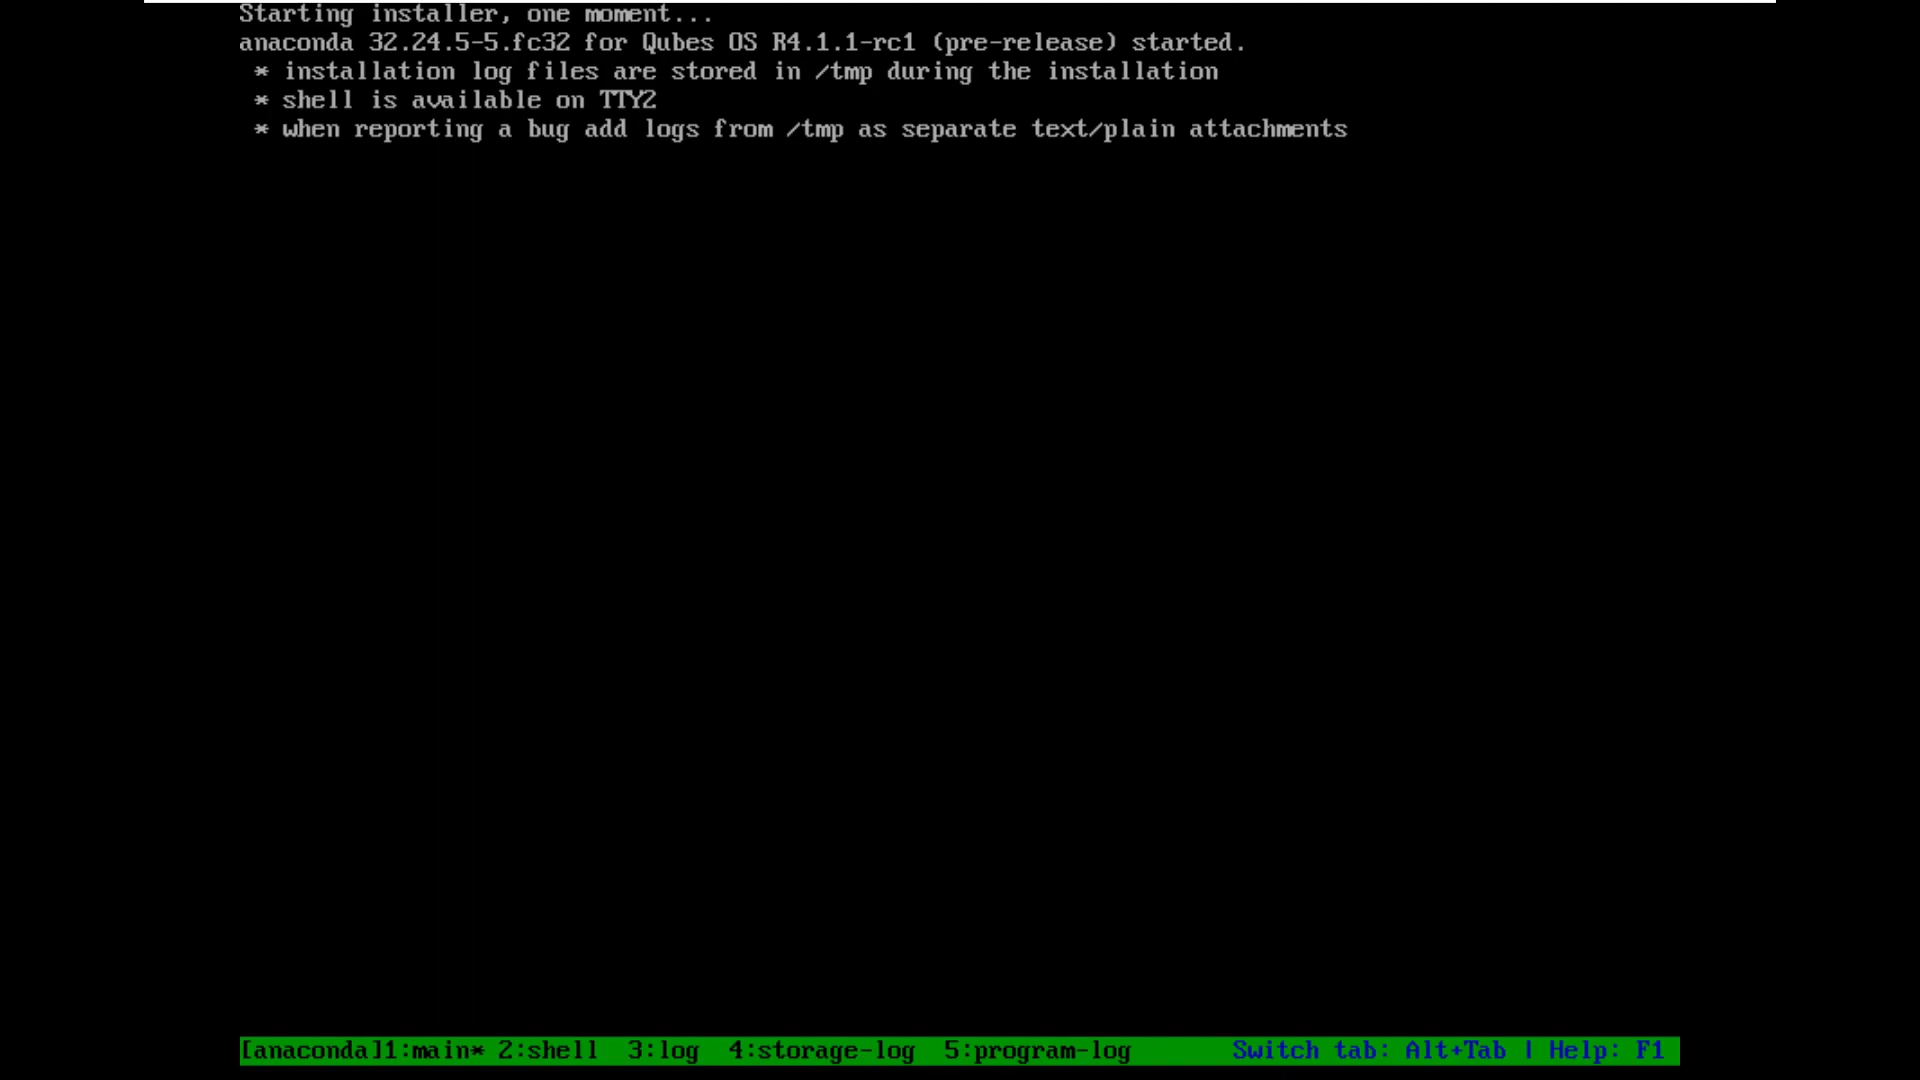 Starting installer, one moment...
anaconda 32.24.5-5.fc32 for Qubes OS R4.1.1-rc1 (pre-release) started.
* installation log files are stored in /tmp during the installation
* shell is available on TTY2
* when reporting a bug add logs from /tmp as separate text/plain attachments
[anaconda]1:main* 2:shell  3:log  4:storage-log  5:program-log  Switch tab: Alt+Tab | Help: F1